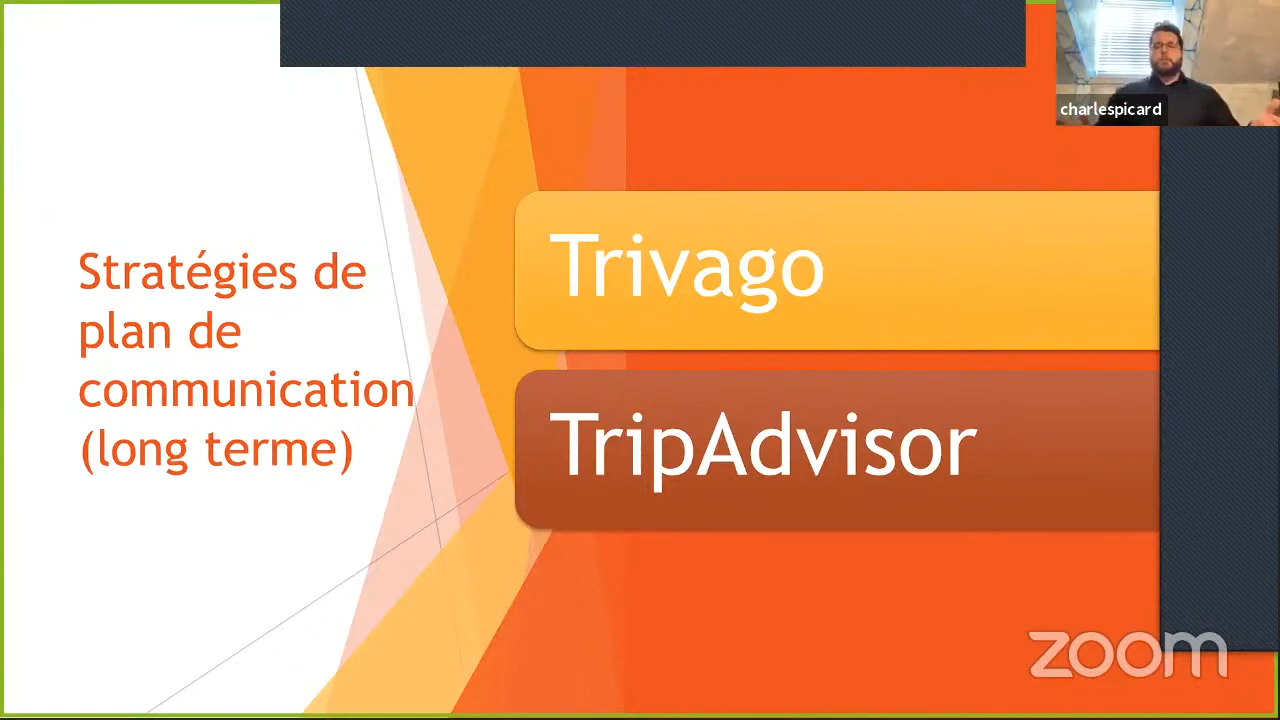 charlespicard
Stratégies de
plan de
communication
(long terme)
Trivago
TripAdvisor
zoom